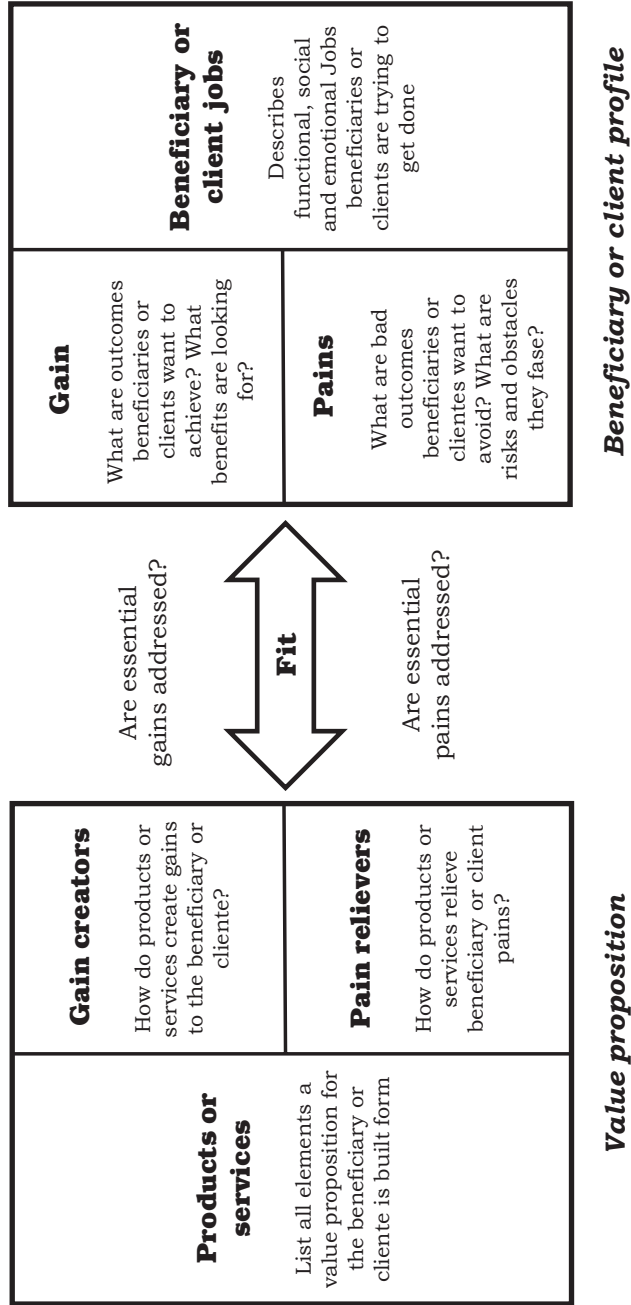 Products or
services
List all elements a
value proposition for
the beneficiary or
cliente is built form
Gain creators
How do products or
services create gains
to the beneficiary or
cliente?
Pain relievers
How do products or
services relieve
beneficiary or client
pains?
Value proposition
Are essential
gains addressed?
Fit
Are essential
pains addressed?
Gain
What are outcomes
beneficiaries or
clients want to
achieve? What
benefits are looking
for?
Pains
What are bad
outcomes
beneficiaries or
clientes want to
avoid? What are
risks and obstacles
they fase?
Beneficiary or
client jobs
Describes
functional, social
and emotional Jobs
beneficiaries or
clients are trying to
get done
Beneficiary or client profile